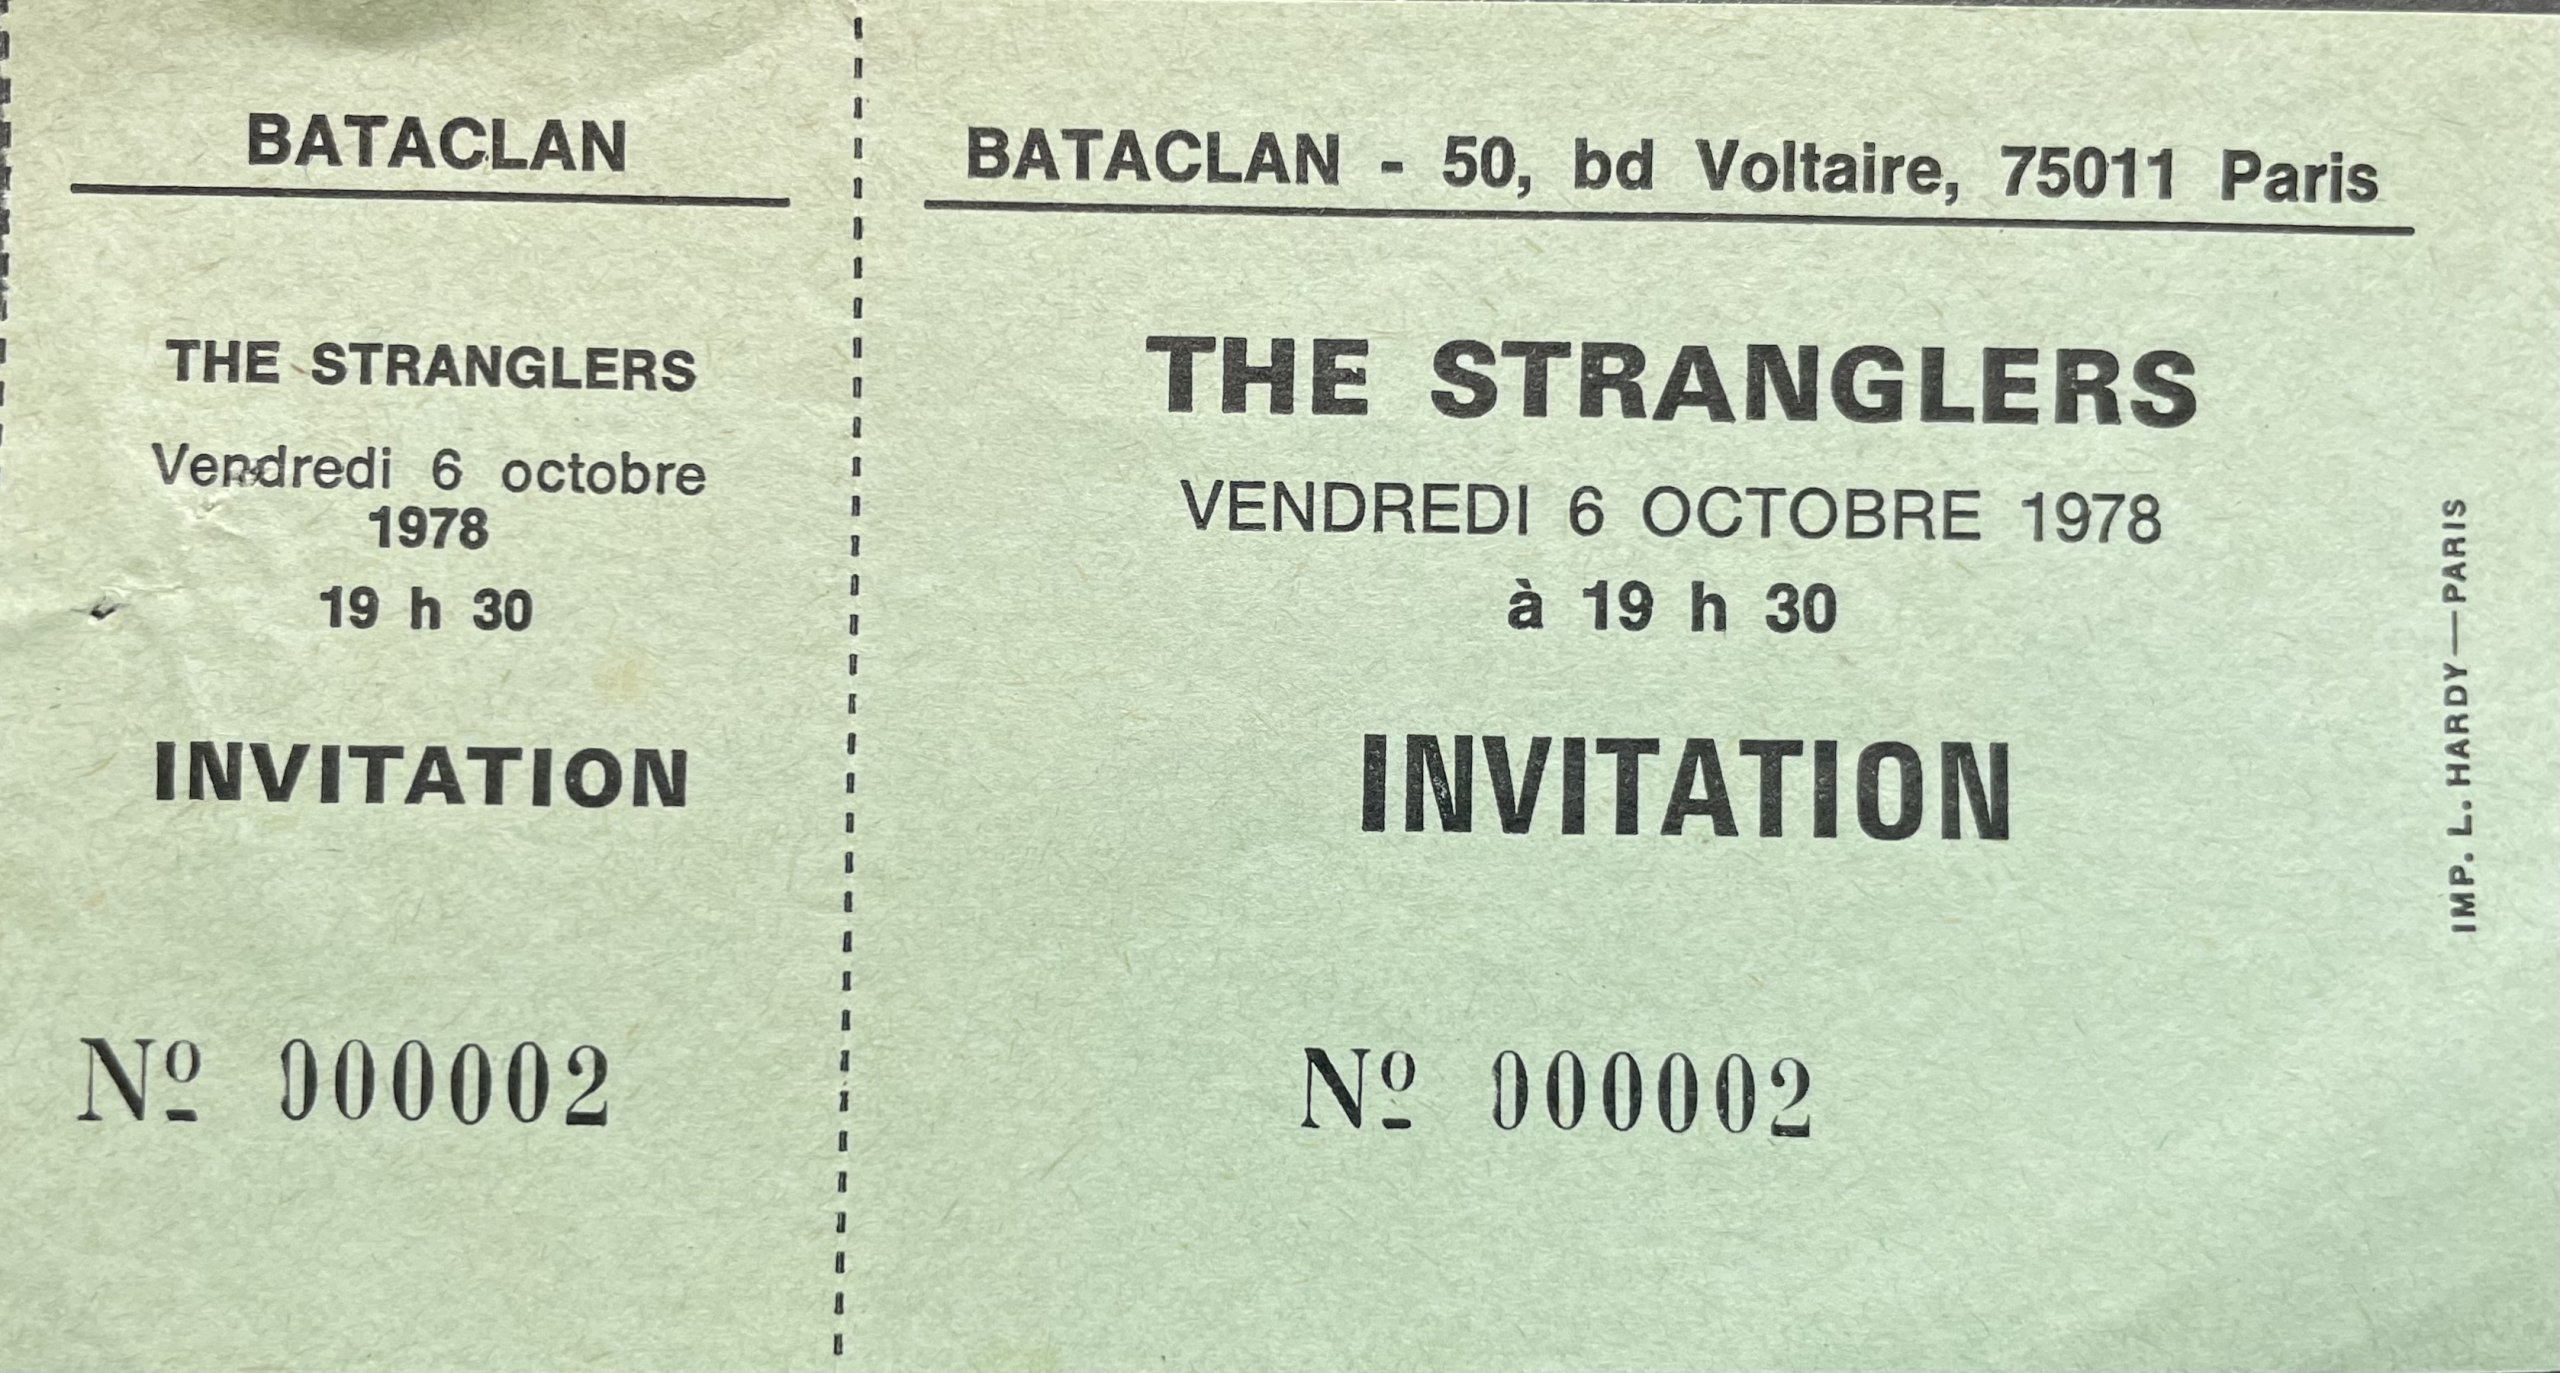 BATACLAN
THE STRANGLERS
Vendredi 6 octobre
1978
19 h 30
INVITATION
Nº 000002
BATACLAN - 50, bd Voltaire, 75011 Paris
THE STRANGLERS
VENDREDI 6 OCTOBRE 1978
à 19 h 30
INVITATION
Nº 000002
IMP. L. HARDY—PARIS